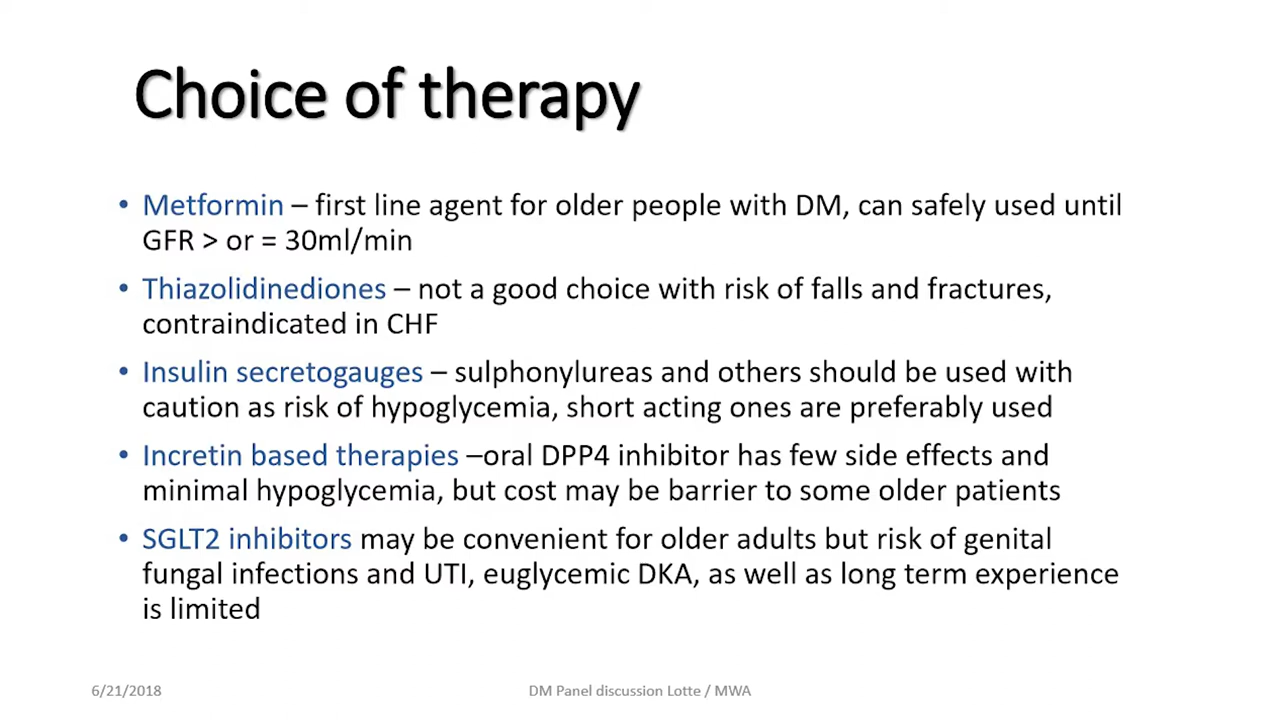 Choice of therapy
• Metformin – first line agent for older people with DM, can safely used until
GFR > or = 30ml/min
• Thiazolidinediones – not a good choice with risk of falls and fractures,
contraindicated in CHF
• Insulin secretogauges – sulphonylureas and others should be used with
caution as risk of hypoglycemia, short acting ones are preferably used
• Incretin based therapies –oral DPP4 inhibitor has few side effects and
minimal hypoglycemia, but cost may be barrier to some older patients
• SGLT2 inhibitors may be convenient for older adults but risk of genital
fungal infections and UTI, euglycemic DKA, as well as long term experience
is limited
6/21/2018
DM Panel discussion Lotte / MWA